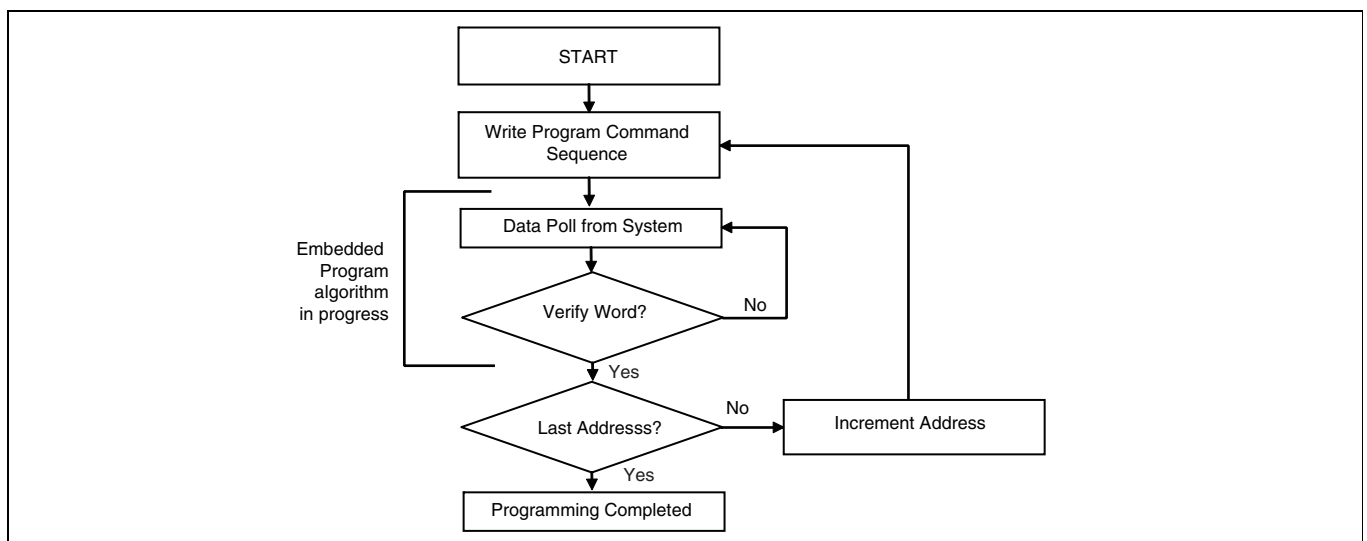 START
Write Program Command
Sequence
Data Poll from System
Embedded
Program
algorithm
in progress
Verify Word?
No
Yes
Last Addresss?
No
Increment Address
Yes
Programming Completed